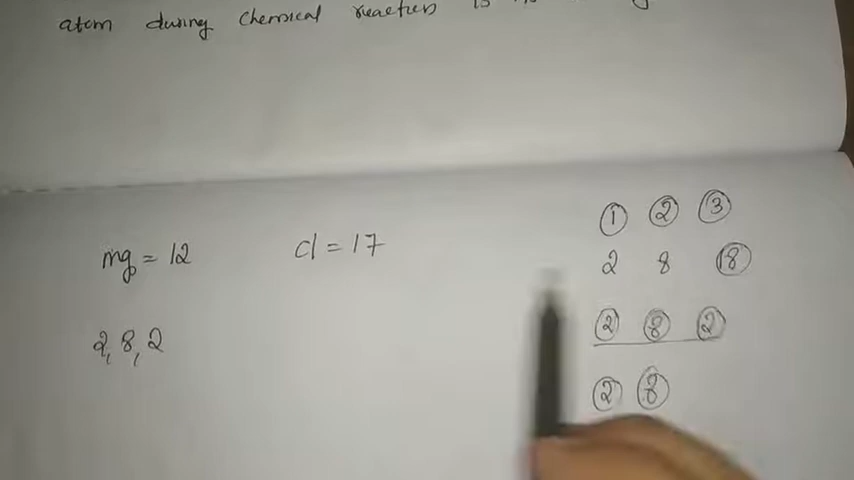 atom during Chemical reaction is
mg = 12 Cl = 17
2, 8, 2
1 2 3
2 8 18
2 8 2
2 8